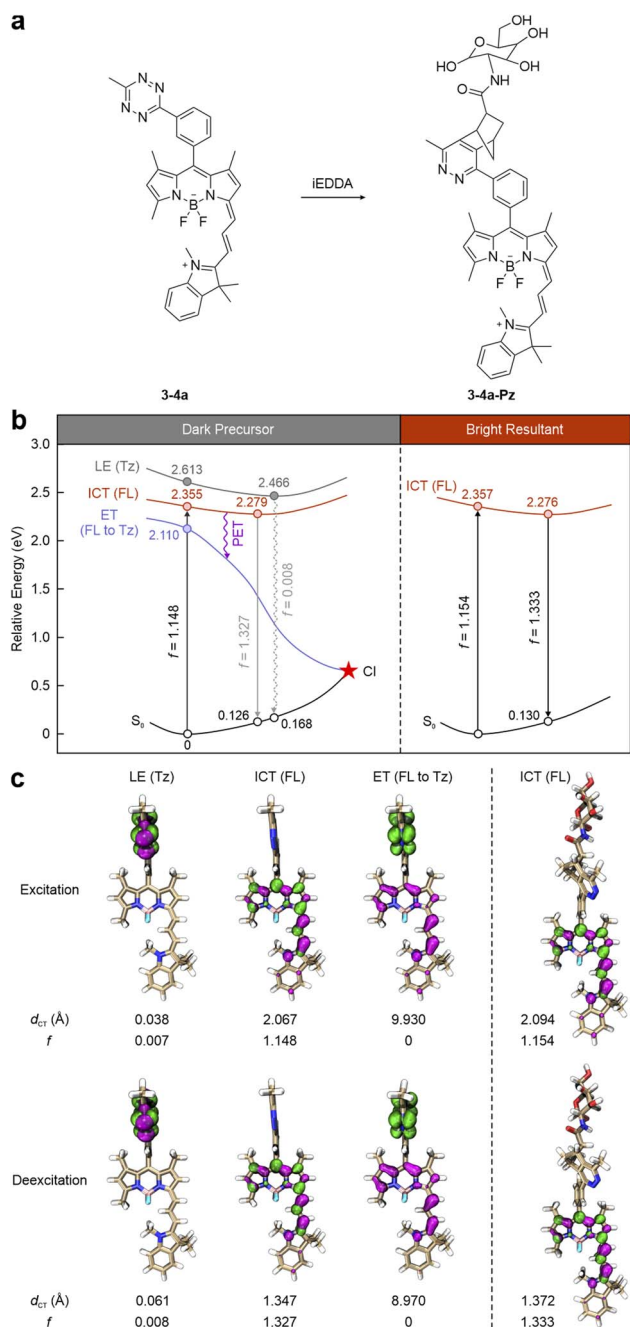 a
OH
OH
O
HO
OH
HN
O
N N
N N
N
N
iEDDA
N N
B
−
F F
N
+
N N
B
−
F F
N
+
3-4a
3-4a-Pz
b
Dark Precursor
Bright Resultant
Relative Energy (eV)
3.0
2.5
2.0
1.5
1.0
0.5
0
LE (Tz)
2.613
2.466
ICT (FL)
2.355
2.279
ET
(FL to Tz)
2.110
PET
f = 1.148
f = 1.327
f = 0.008
CI
S0
0
0.126
0.168
ICT (FL)
2.357
2.276
f = 1.154
f = 1.333
0.130
c
LE (Tz) ICT (FL) ET (FL to Tz) ICT (FL)
Excitation
dCT (Å) 0.038 2.067 9.930 2.094
f 0.007 1.148 0 1.154
Deexcitation
dCT (Å) 0.061 1.347 8.970 1.372
f 0.008 1.327 0 1.333